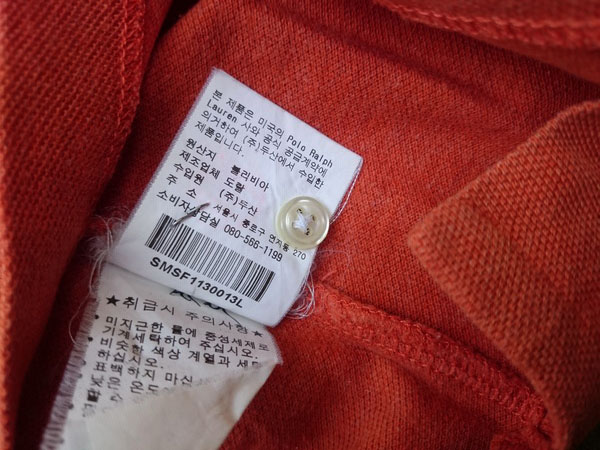 본 제품은 미국의 Polo Ralph
Lauren 사와 공식 공급계약에
의거하여 (주)두산에서 수입한
제품입니다.
원산지 볼리비아
제조업체 도랄
수입원 (주)두산
주 소 서울시 종로구 연지동 270
소비자상담실 080-566-1199
SMSF1130013L
★취급시 주의사항★
미지근한 물에 중성세제로
기계세탁하여 주십시오.
비슷한 색상 계열과 세
하십시오.
표백하지 마산